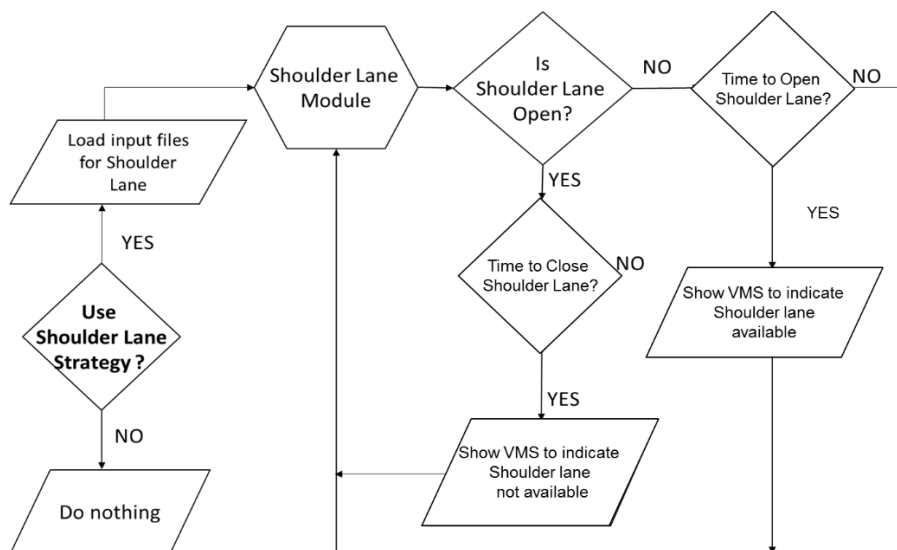 Shoulder Lane
Module
Is
Shoulder Lane
Open?
NO
Time to Open
Shoulder Lane?
NO
Load input files
for Shoulder
Lane
YES
YES
YES
Use
Shoulder Lane
Strategy ?
Time to Close
Shoulder Lane?
NO
Show VMS to indicate
Shoulder lane
available
YES
NO
Show VMS to indicate
Shoulder lane
not available
Do nothing